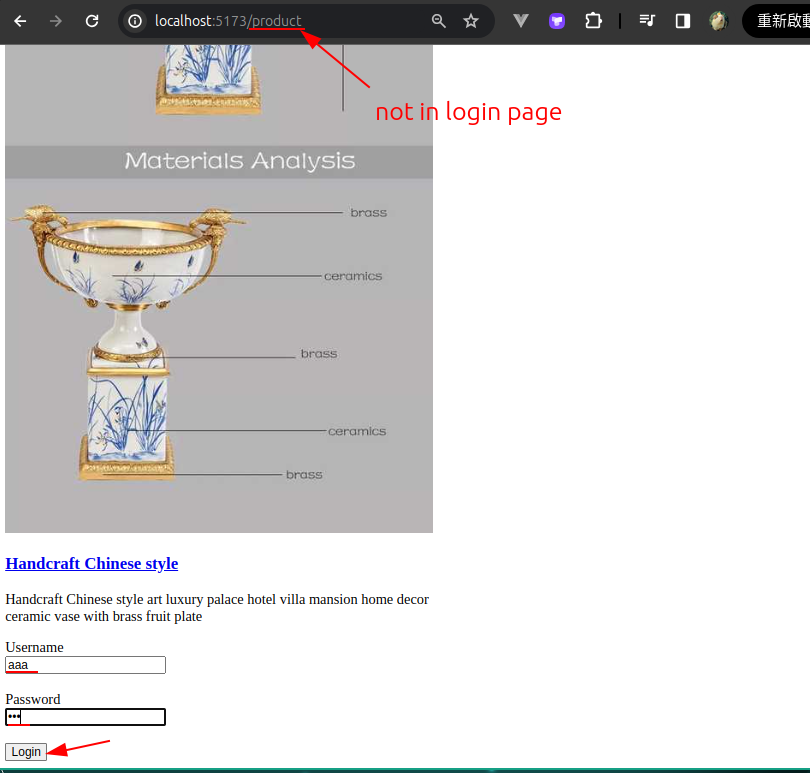 localhost:5173/product
重新啟動
not in login page
Materials Analysis
brass
ceramics
brass
ceramics
brass
Handcraft Chinese style
Handcraft Chinese style art luxury palace hotel villa mansion home decor
ceramic vase with brass fruit plate
Username
aaa
Password
•••
Login